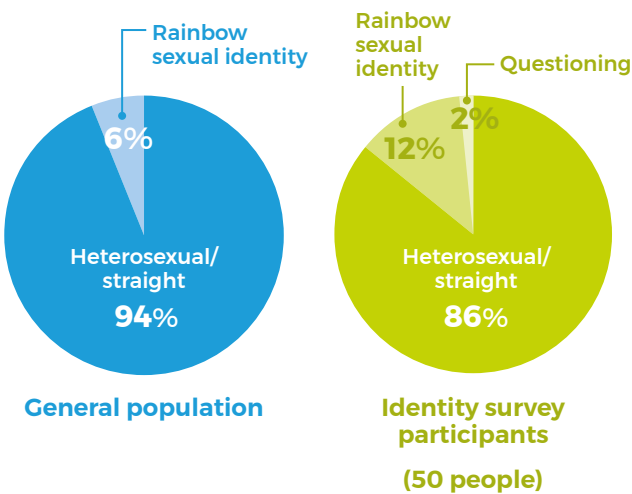 Rainbow
sexual identity
6%
Heterosexual/
straight
94%
General population
Rainbow
sexual
identity
Questioning
2%
12%
Heterosexual/
straight
86%
Identity survey
participants
(50 people)